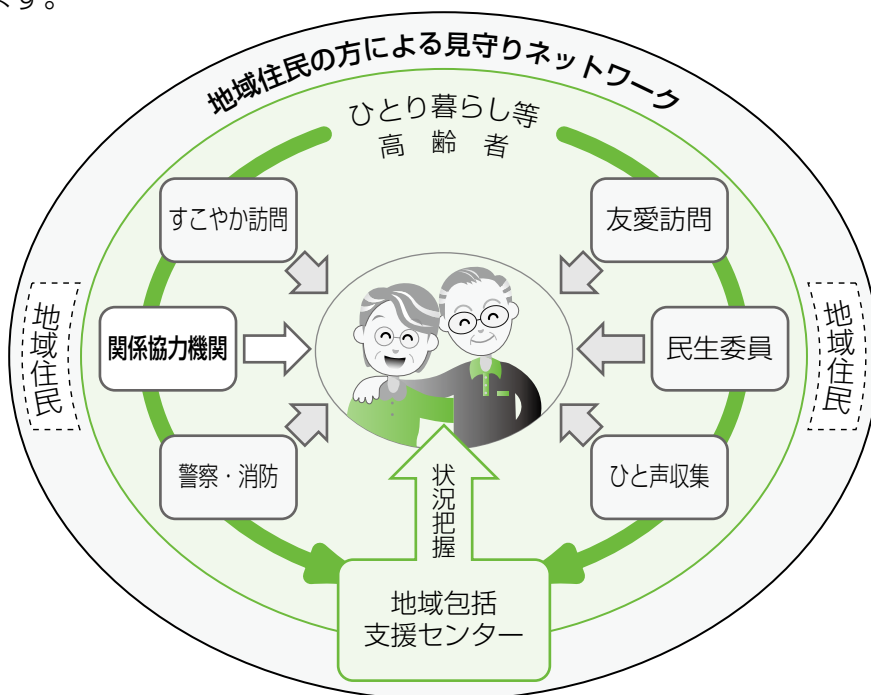 ます。
地域住民の方による見守りネットワーク
ひとり暮らし等
高齢者
すこやか訪問
友愛訪問
地域住民
関係協力機関
民生委員
地域住民
警察・消防
ひと声収集
状況把握
地域包括
支援センター